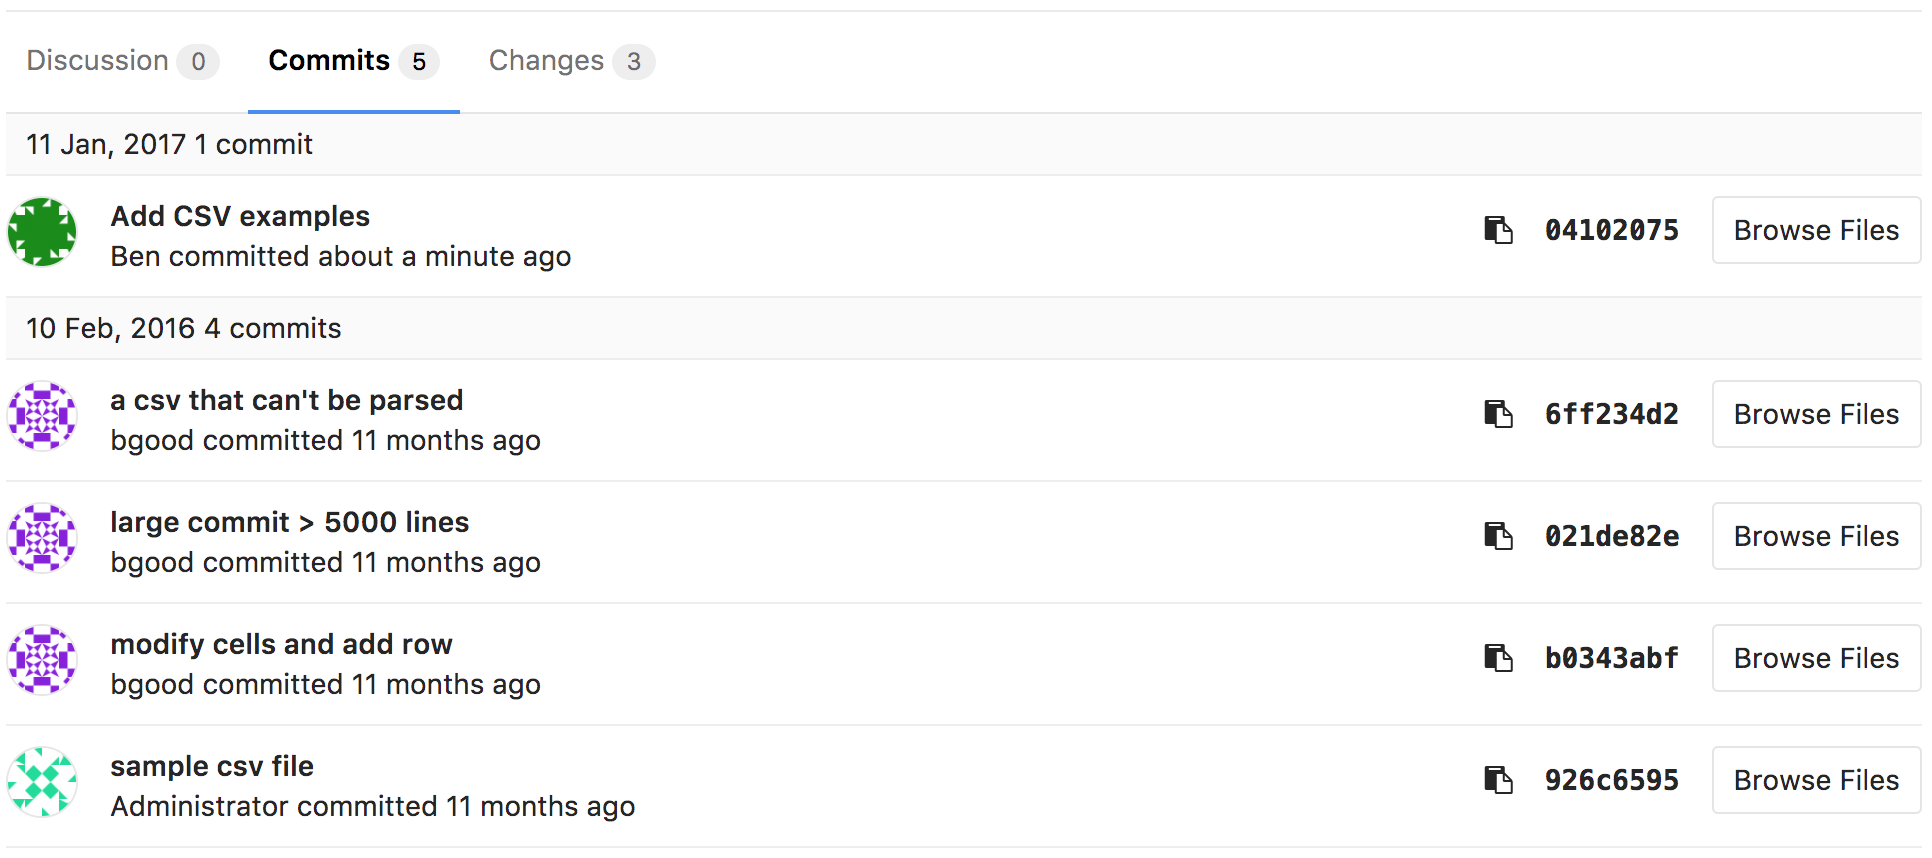 Discussion 0 Commits 5 Changes 3
11 Jan, 2017 1 commit
Add CSV examples
Ben committed about a minute ago
04102075 Browse Files
10 Feb, 2016 4 commits
a csv that can't be parsed
bgood committed 11 months ago
6ff234d2 Browse Files
large commit > 5000 lines
bgood committed 11 months ago
021de82e Browse Files
modify cells and add row
bgood committed 11 months ago
b0343abf Browse Files
sample csv file
Administrator committed 11 months ago
926c6595 Browse Files